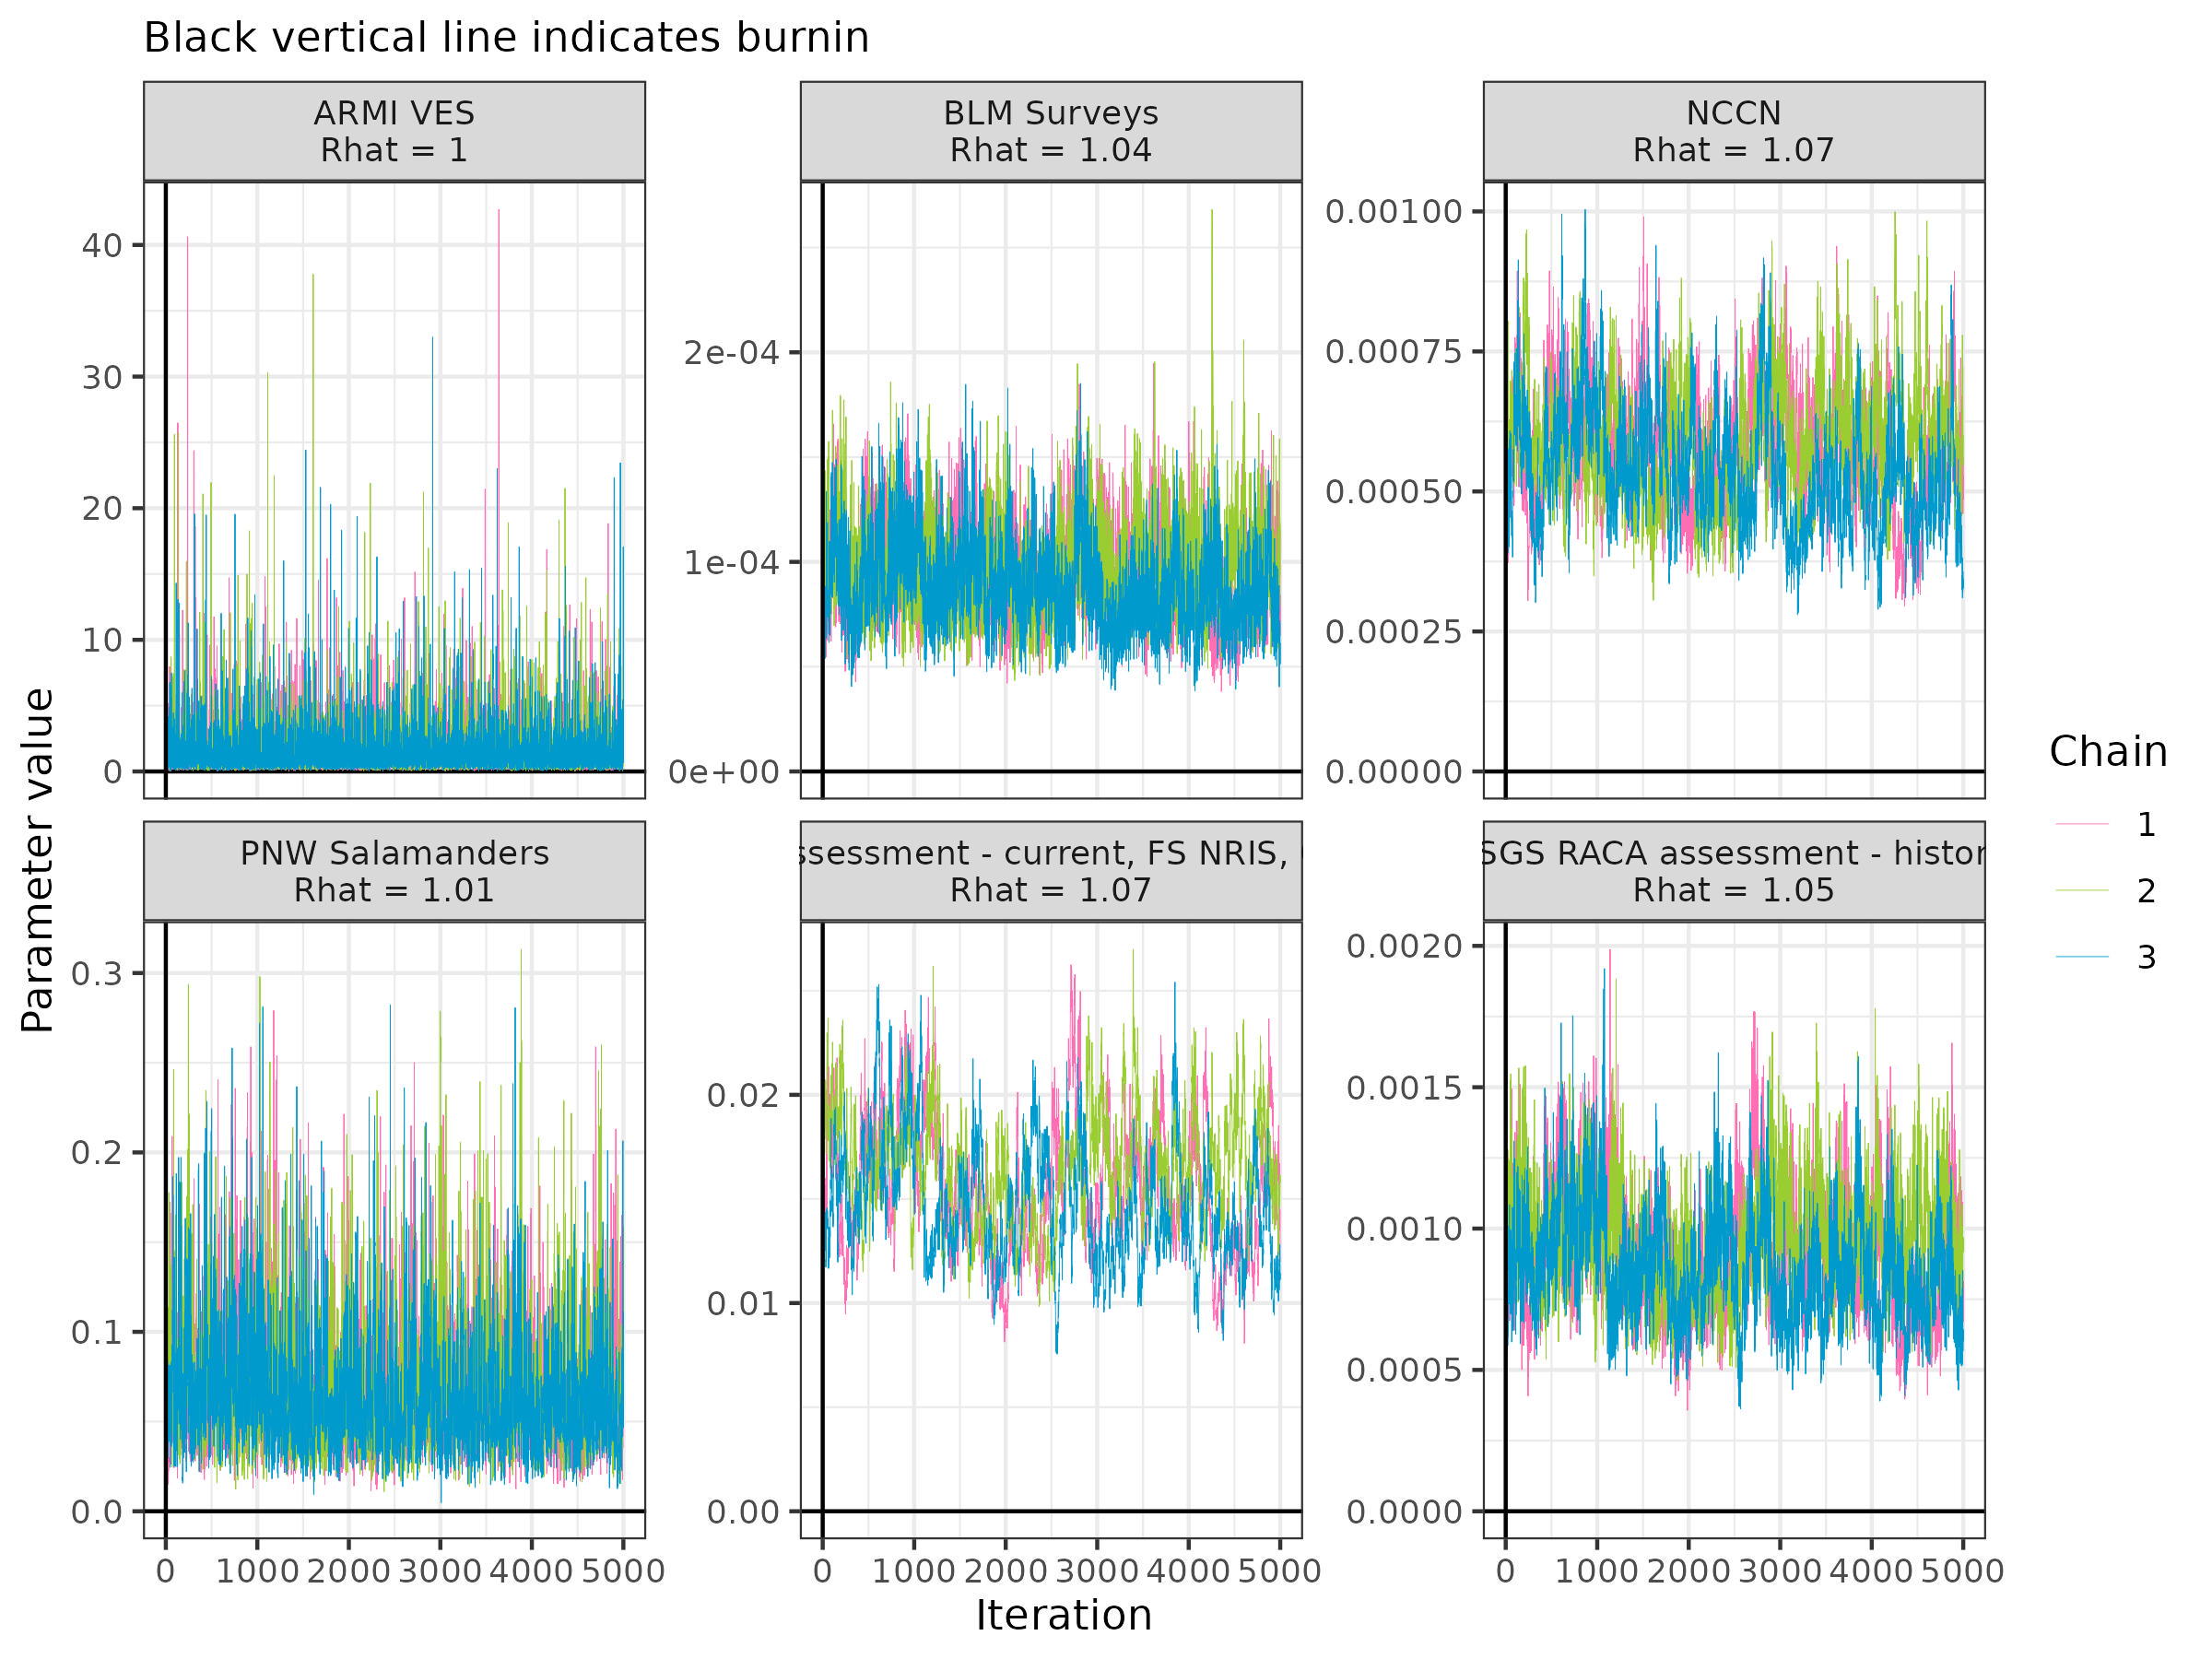 Black vertical line indicates burnin
ARMI VES
Rhat = 1
BLM Surveys
Rhat = 1.04
NCCN
Rhat = 1.07
40
30
20
10
0
2e-04
1e-04
0e+00
0.00100
0.00075
0.00050
0.00025
0.00000
PNW Salamanders
Rhat = 1.01
ssessment - current, FS NRIS,
Rhat = 1.07
SGS RACA assessment - histor
Rhat = 1.05
0.3
0.2
0.1
0.0
0.02
0.01
0.00
0.0020
0.0015
0.0010
0.0005
0.0000
0 1000 2000 3000 4000 5000
0 1000 2000 3000 4000 5000
0 1000 2000 3000 4000 5000
Iteration
Parameter value
Chain
1
2
3